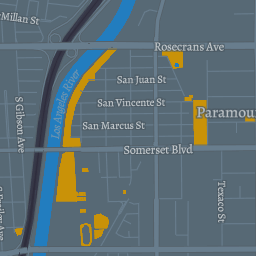 McMillan St
Rosecrans Ave
San Juan St
Los Angeles River
San Vincente St
S Gibson Ave
Paramou
San Marcus St
Somerset Blvd
Texaco St